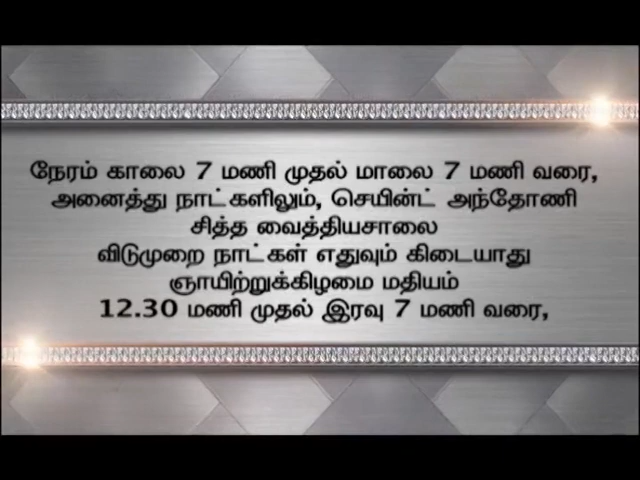 நேரம் காலை 7 மணி முதல் மாலை 7 மணி வரை,
அனைத்து நாட்களிலும், செயின்ட் அந்தோணி
சித்த வைத்தியசாலை
விடுமுறை நாட்கள் எதுவும் கிடையாது
ஞாயிற்றுக்கிழமை மதியம்
12.30 மணி முதல் இரவு 7 மணி வரை,